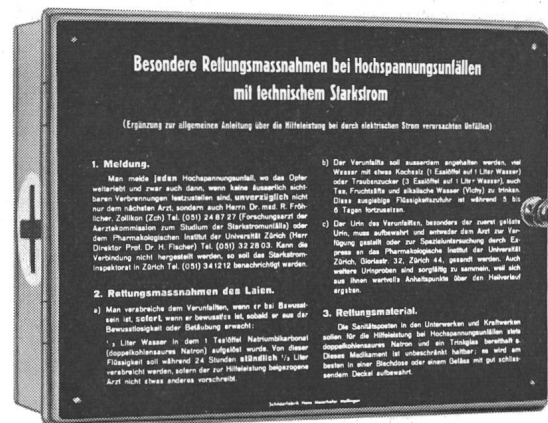 Besondere Rettungsmassnahmen bei Hochspannungsunfällen
mit technischem Starkstrom
(Ergänzung zur allgemeinen Anleitung über die Hilfeleistung bei durch elektrischen Strom verursachten Unfällen)
1. Meldung.
Man melde jeden Hochspannungsunfall, wo das Opfer
weiterlebt und zwar auch dann, wenn keine äusserlich sicht-
baren Verbrennungen festzustellen sind, unverzüglich nicht
nur dem nächsten Arzt, sondern auch Herrn Dr. med. R. Fröh-
licher, Zollikon (Zch) Tel. (051) 24 87 27 (Forschungsarzt der
Aerztekommission zum Studium der Starkstromunfälle) oder
dem Pharmakologischen Institut der Universität Zürich (Herr
Direktor Prof. Dr. H. Fischer) Tel. (051) 32 28 03. Kann die
Verbindung nicht hergestellt werden, so soll das Starkstrom-
inspektorat in Zürich Tel. (051) 34 12 12 benachrichtigt werden.
2. Rettungsmassnahmen des Laien.
a) Man verabreiche dem Verunfallten, wenn er bei Bewusst-
sein ist, sofort, wenn er bewusstlos ist, sobald er aus der
Bewusstlosigkeit oder Betäubung erwacht:
½ Liter Wasser in dem 1 Teelöffel Natriumbikarbonat
(doppelkohlensaures Natron) aufgelöst wurde. Von dieser
Flüssigkeit soll während 24 Stunden stündlich ½ Liter
verabreicht werden, sofern der zur Hilfeleistung beigezogene
Arzt nicht etwas anderes vorschreibt.
b) Der Verunfallte soll ausserdem angehalten werden, viel
Wasser mit etwas Kochsalz (1 Esslöffel auf 1 Liter Wasser)
oder Traubenzucker (3 Esslöffel auf 1 Liter Wasser), auch
Tee, Fruchtsäfte und alkalische Wasser (Vichy) zu trinken.
Diese ausgiebige Flüssigkeitszufuhr ist während 5 bis
6 Tagen fortzusetzen.
c) Der Urin des Verunfallten, besonders der zuerst gelöste
Urin, muss aufbewahrt und entweder dem Arzt zur Ver-
fügung gestellt oder zur Spezialuntersuchung durch Ex-
press an das Pharmakologische Institut der Universität
Zürich, Gloriastr. 32, Zürich 44, gesandt werden. Auch
weitere Urinproben sind sorgfältig zu sammeln, weil sich
aus ihnen wertvolle Anhaltspunkte über den Heilverlauf
ergeben.
3. Rettungsmaterial.
Die Sanitätsposten in den Unterwerken und Kraftwerken
sollen für die Hilfeleistung bei Hochspannungsunfällen stets
doppelkohlensaures Natron und ein Trinkglas bereithalten.
Dieses Medikament ist unbeschränkt haltbar; es wird am
besten in einer Blechdose oder einem Gefäss mit gut schlies-
sendem Deckel aufbewahrt.